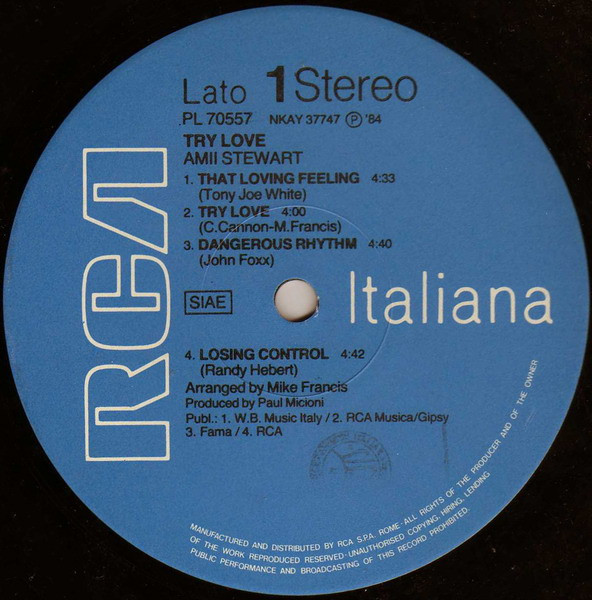 Lato 1 Stereo
PL 70557 NKAY 37747 Ⓟ '84
TRY LOVE
AMII STEWART
1. THAT LOVING FEELING 4:33
(Tony Joe White)
2. TRY LOVE 4:00
(C.Cannon-M.Francis)
3. DANGEROUS RHYTHM 4:40
(John Foxx)
SIAE
RCA
Italiana
4. LOSING CONTROL 4:42
(Randy Hebert)
Arranged by Mike Francis
Produced by Paul Micioni
Publ.: 1. W.B. Music Italy / 2. RCA Musica/Gipsy
3. Fama / 4. RCA
MANUFACTURED AND DISTRIBUTED BY RCA S.P.A. ROME·ALL RIGHTS OF THE PRODUCER AND OF THE OWNER
OF THE WORK REPRODUCED RESERVED·UNAUTHORISED COPYING, HIRING, LENDING
PUBLIC PERFORMANCE AND BROADCASTING OF THIS RECORD PROHIBITED.